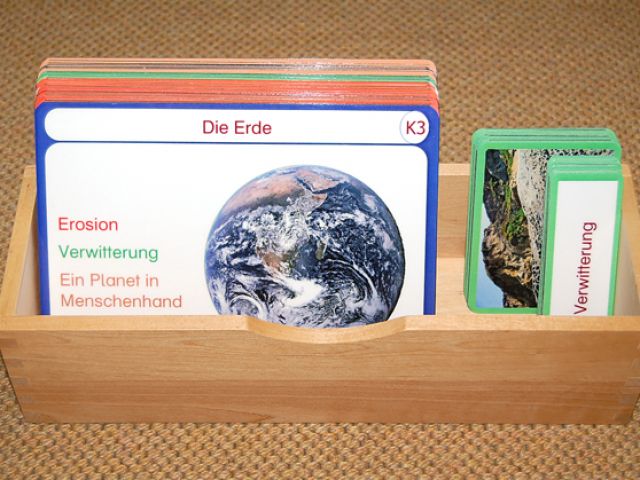 Die Erde
K3
Erosion
Verwitterung
Ein Planet in
Menschenhand
Verwitterung